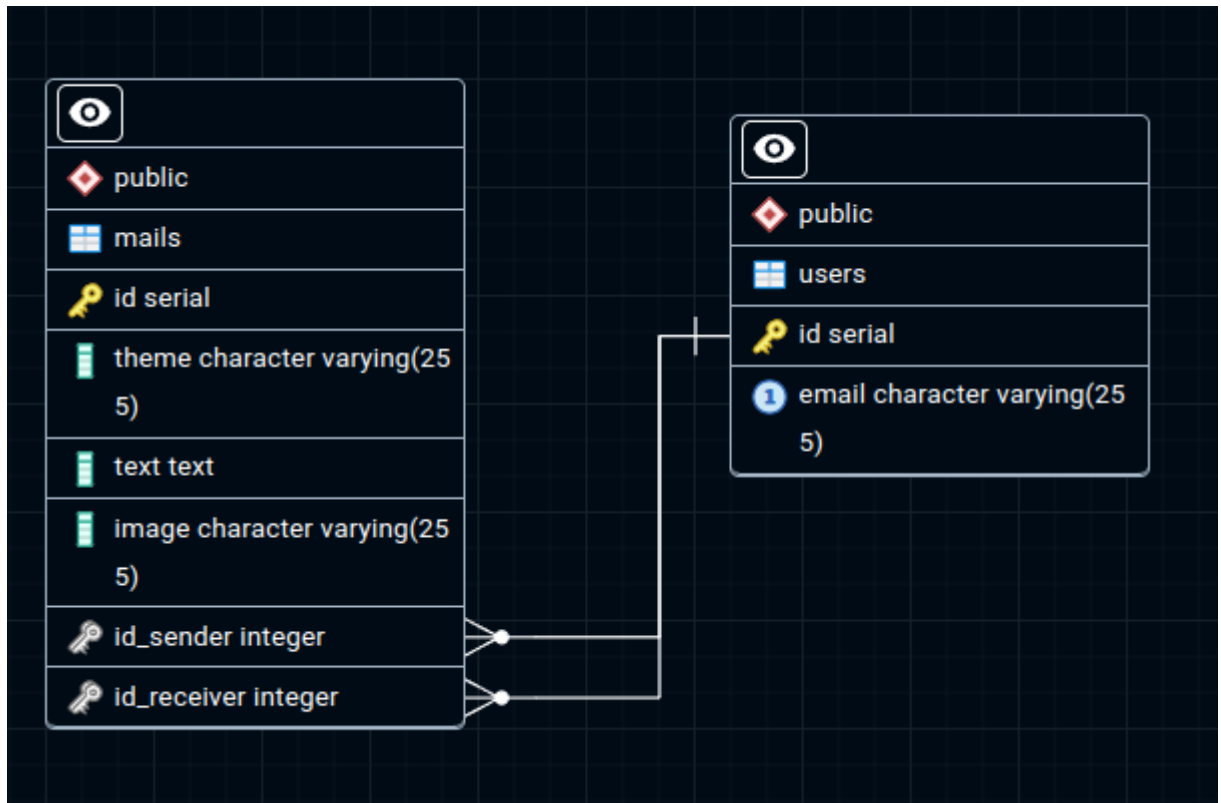 public
mails
id serial
theme character varying(25
5)
text text
image character varying(25
5)
id_sender integer
id_receiver integer
public
users
id serial
1 email character varying(25
5)